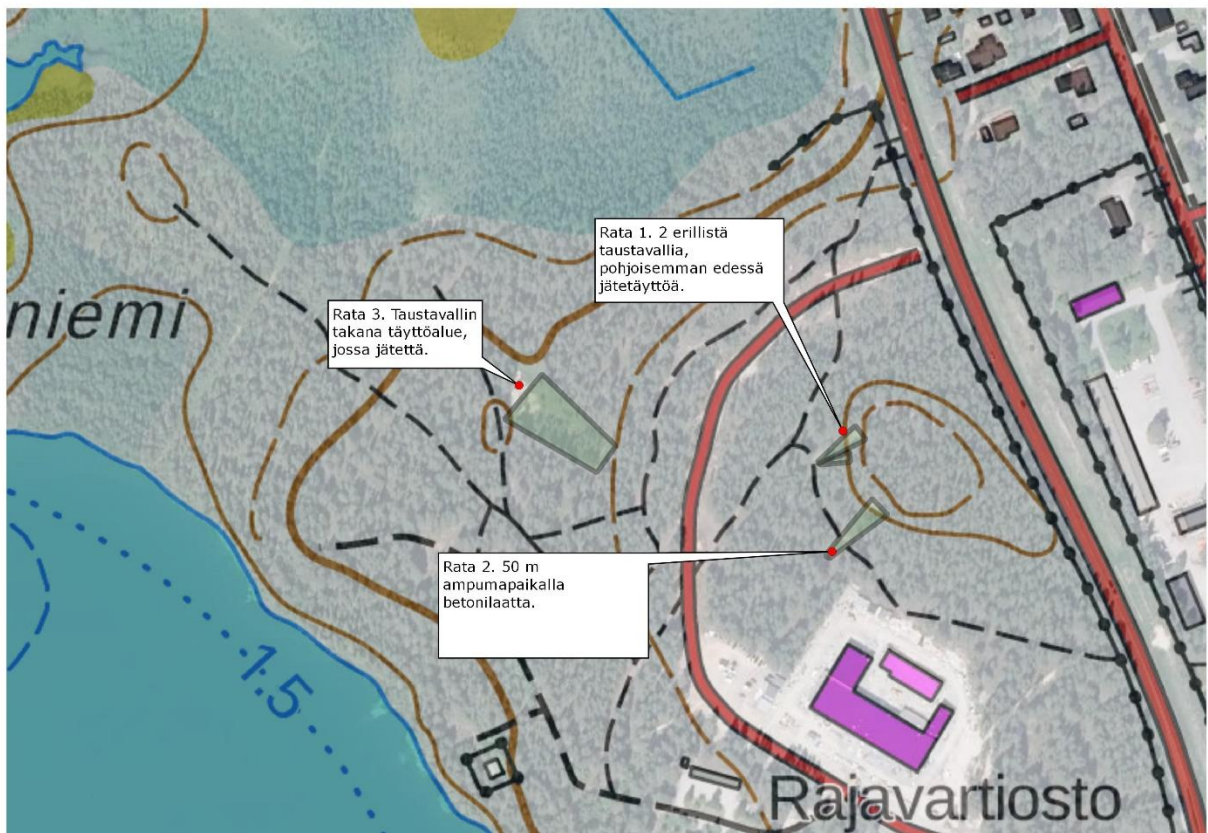 Rata 1. 2 erillistä
taustavallia,
pohjoisemman edessä
jätetäyttöä.
niemi
Rata 3. Taustavallin
takana täyttöalue,
jossa jätettä.
Rata 2. 50 m
ampumapaikalla
betonilaatta.
1.5
Rajavartiosto